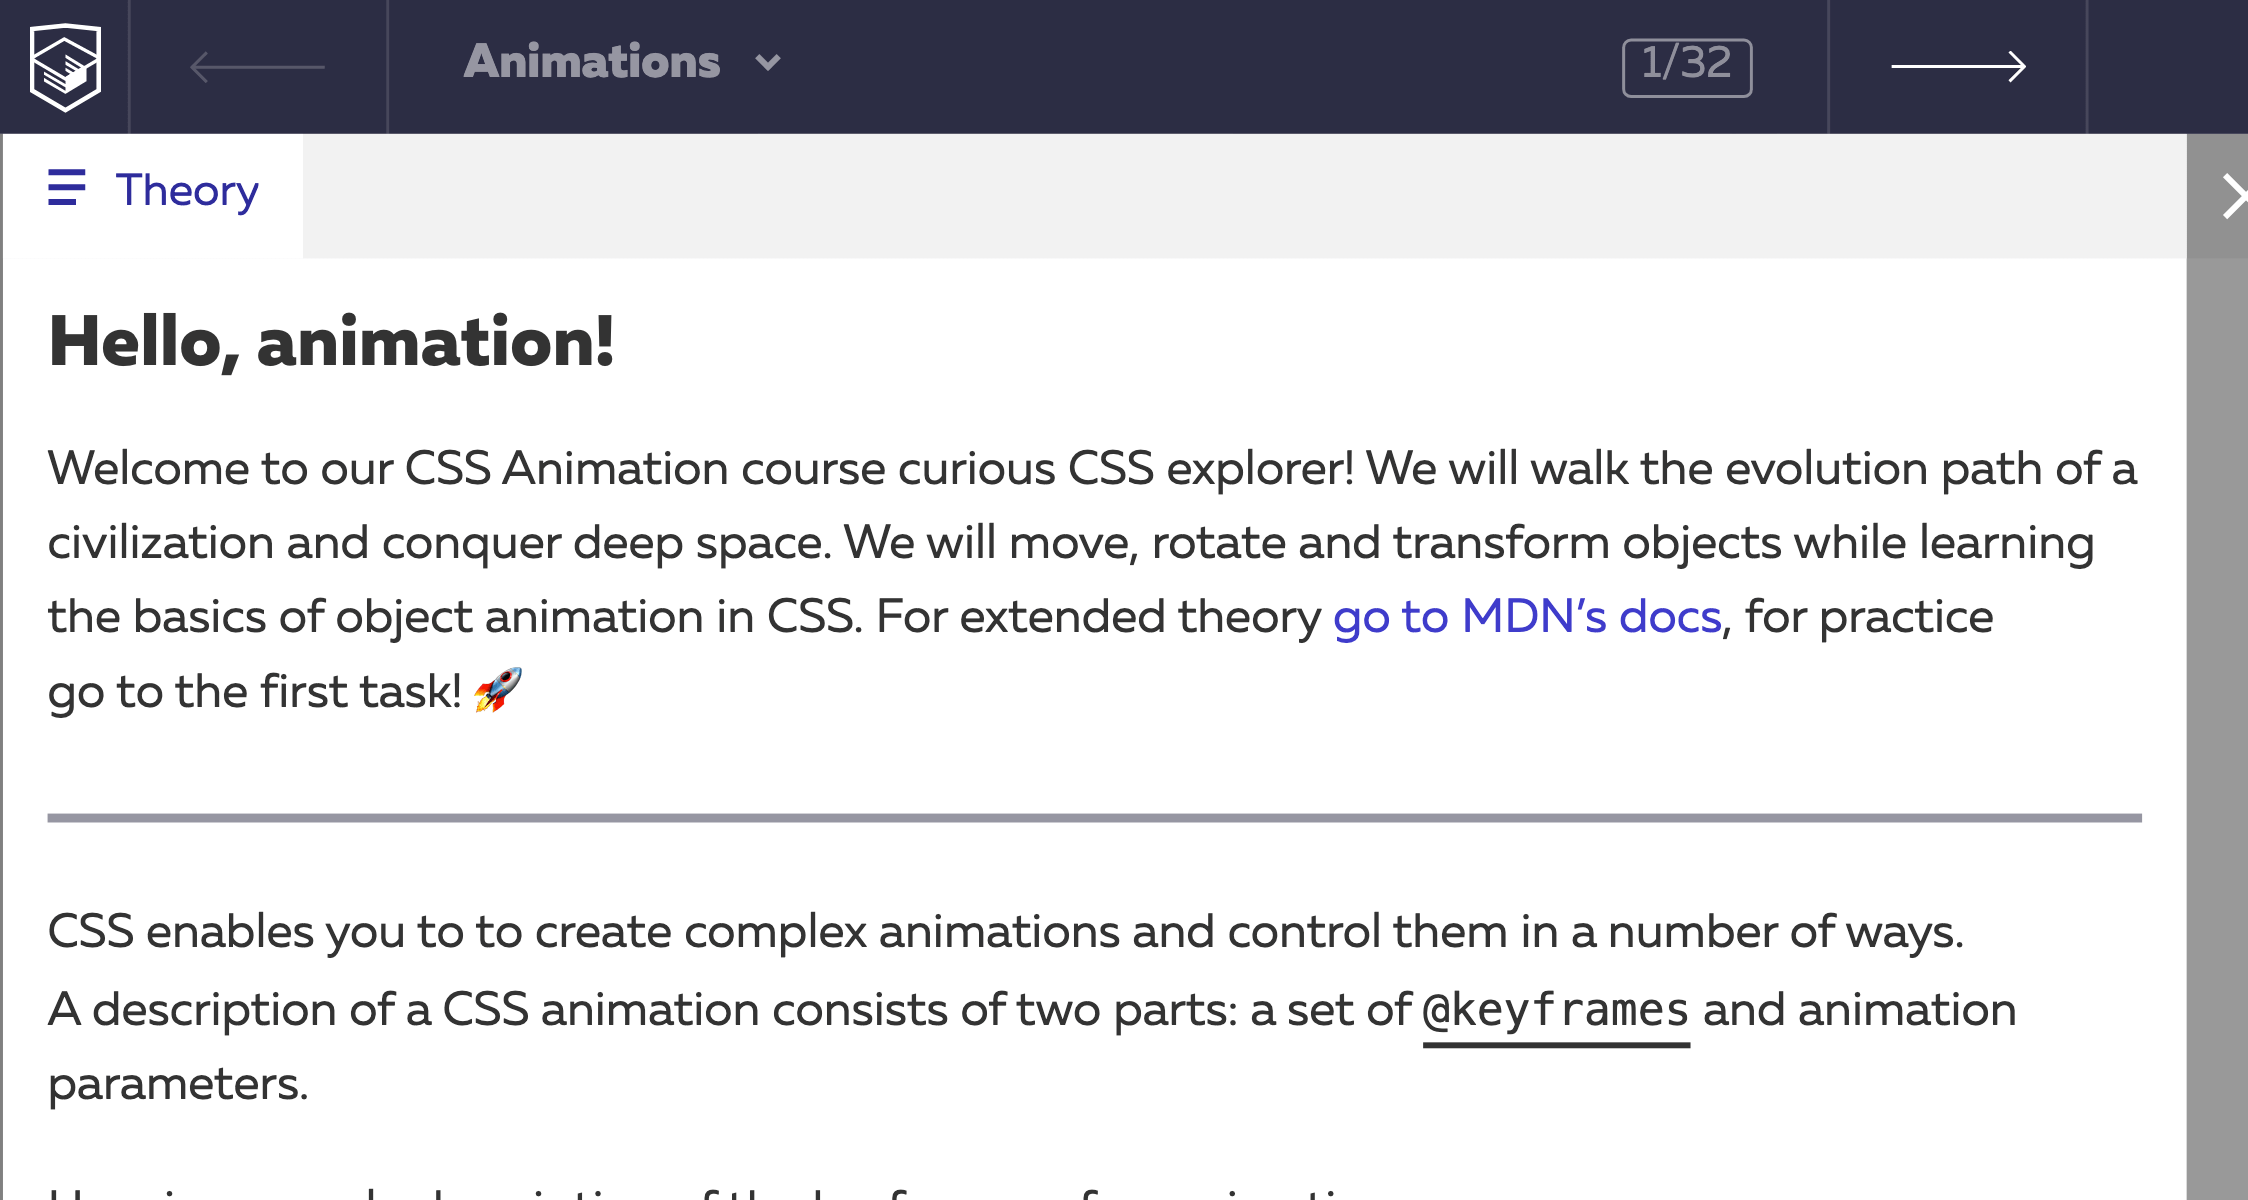 Animations
1/32
Theory
Hello, animation!
Welcome to our CSS Animation course curious CSS explorer! We will walk the evolution path of a
civilization and conquer deep space. We will move, rotate and transform objects while learning
the basics of object animation in CSS. For extended theory go to MDN’s docs, for practice
go to the first task! 🚀
CSS enables you to to create complex animations and control them in a number of ways.
A description of a CSS animation consists of two parts: a set of @keyframes and animation
parameters.